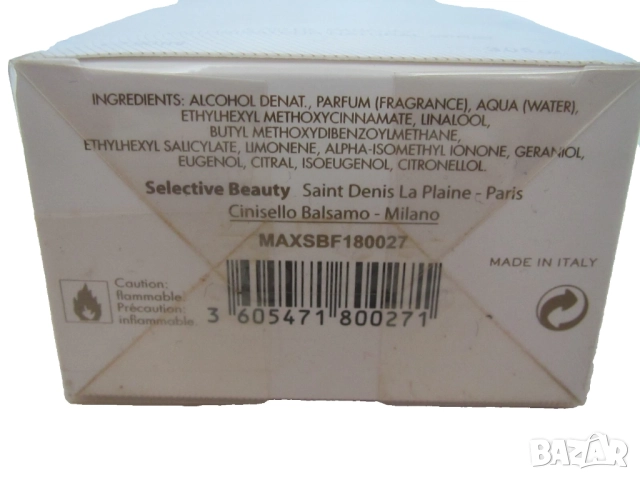 INGREDIENTS: ALCOHOL DENAT., PARFUM (FRAGRANCE), AQUA (WATER),
ETHYLHEXYL METHOXYCINNAMATE, LINALOOL,
BUTYL METHOXYDIBENZOYLMETHANE,
ETHYLHEXYL SALICYLATE, LIMONENE, ALPHA-ISOMETHYL IONONE, GERANIOL,
EUGENOL, CITRAL, ISOEUGENOL, CITRONELLOL.
Selective Beauty Saint Denis La Plaine - Paris
Cinisello Balsamo - Milano
MAXSBF180027
MADE IN ITALY
Caution:
flammable.
Précaution:
inflammable.
3 605471 800271
BAZAR